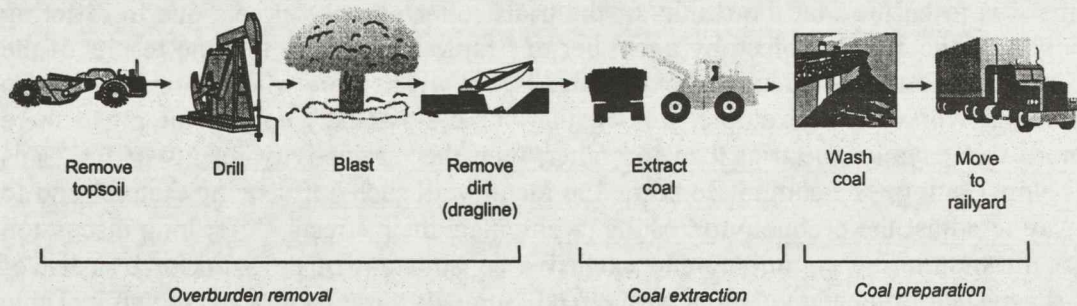 Remove
topsoil
Drill
Blast
Remove
dirt
(dragline)
Extract
coal
Wash
coal
Move
to
railyard
Overburden removal
Coal extraction
Coal preparation